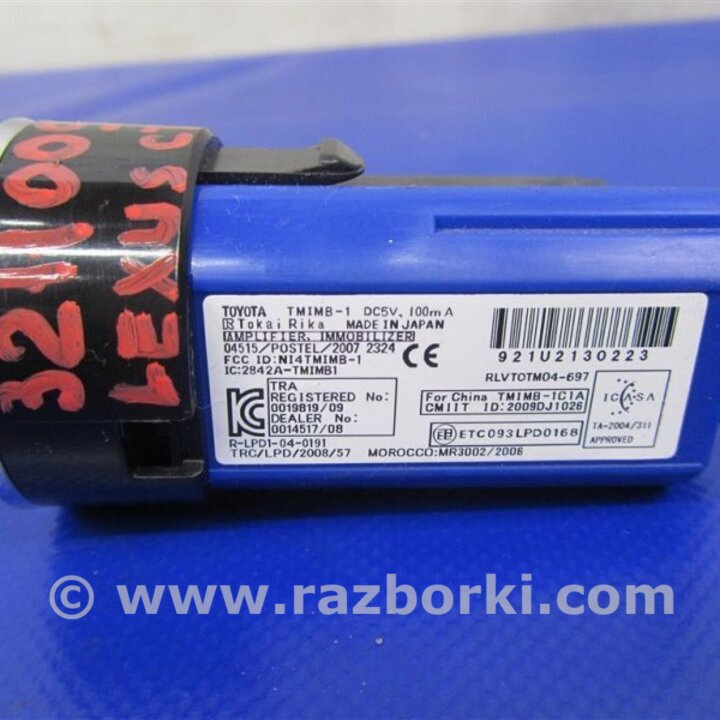 3211009
LEXUS C
TOYOTA TMIMB-1 DC5V, 100mA
R Tokai Rika MADE IN JAPAN
AMPLIFIER, IMMOBILIZER
04515/POSTEL/2007 2324
FCC ID: NI4TMIMB-1
IC:2842A-TMIMB1
CE
921U2130223
RLVTOTM04-697
TRA
REGISTERED No:
0019819/09
DEALER No:
0014517/08
For China TMIMB-1C1A
CMIIT ID:2009DJ1026
ETC093LPD0168
ICASA
TA-2004/311
APPROVED
R-LPD1-04-0191
TRC/LPD/2008/57 MOROCCO:MR3002/2006
© www.razborki.com